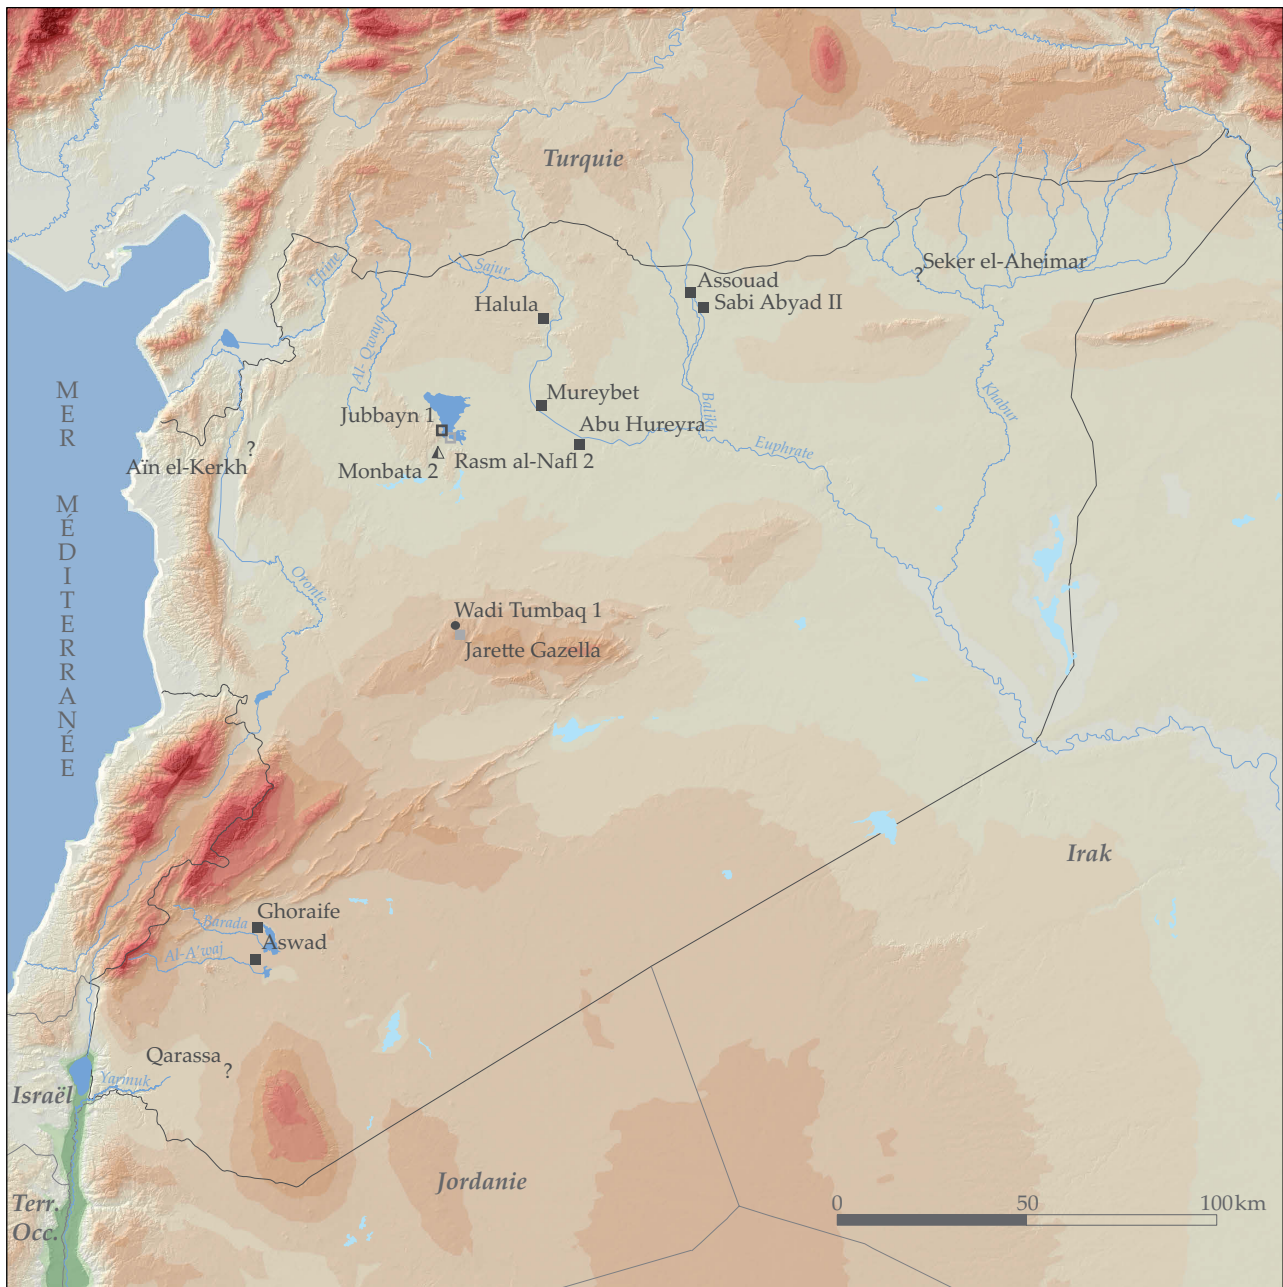 Turquie
Seker el-Aheimar
?
'Efrine
Sajur
Assouad
Sabi Abyad II
Halula
Al- Qwayq
MER MÉDITERRANÉE
Mureybet
Khabur
Balikh
Jubbayn 1
Abu Hureyra
?
Euphrate
Aïn el-Kerkh
Rasm al-Nafl 2
Monbata 2
Oronte
Wadi Tumbaq 1
Jarette Gazella
Irak
Ghoraife
Barada
Aswad
Al-A'waj
Qarassa
?
Yarmuk
Israël
Jordanie
Terr.
Occ.
0 50 100km